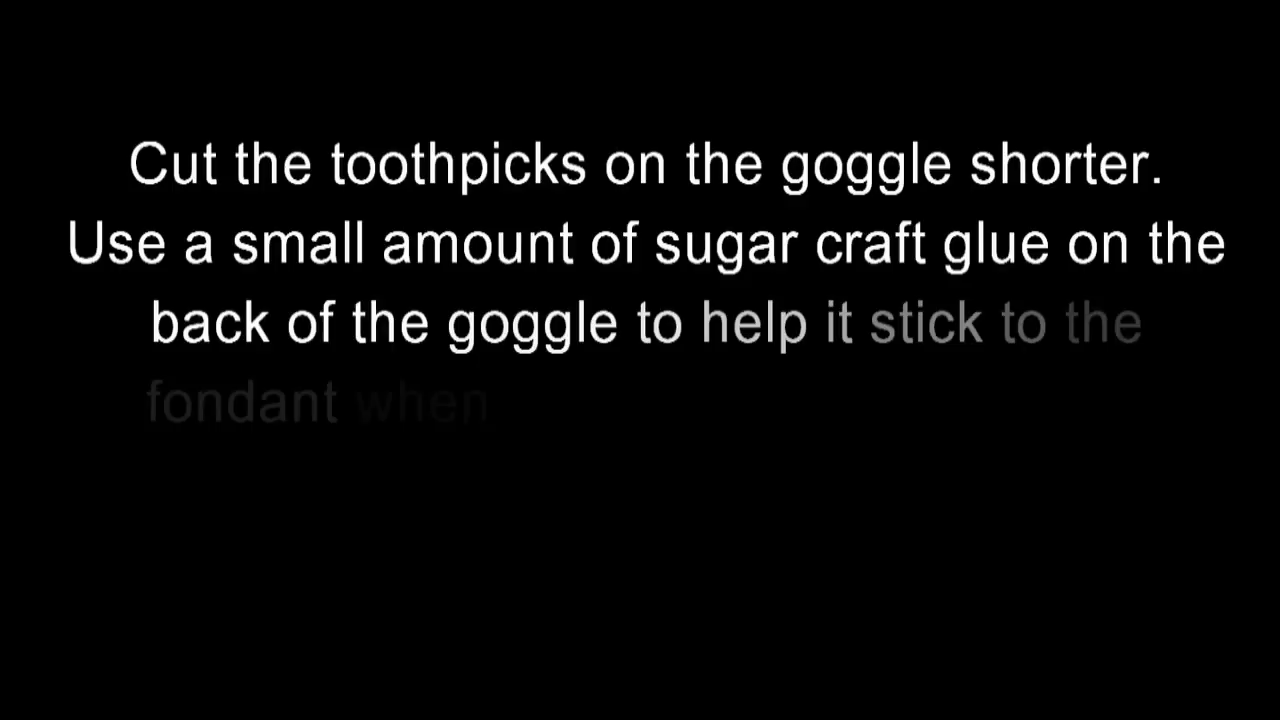 Cut the toothpicks on the goggle shorter.
Use a small amount of sugar craft glue on the
back of the goggle to help it stick to the
fondant when